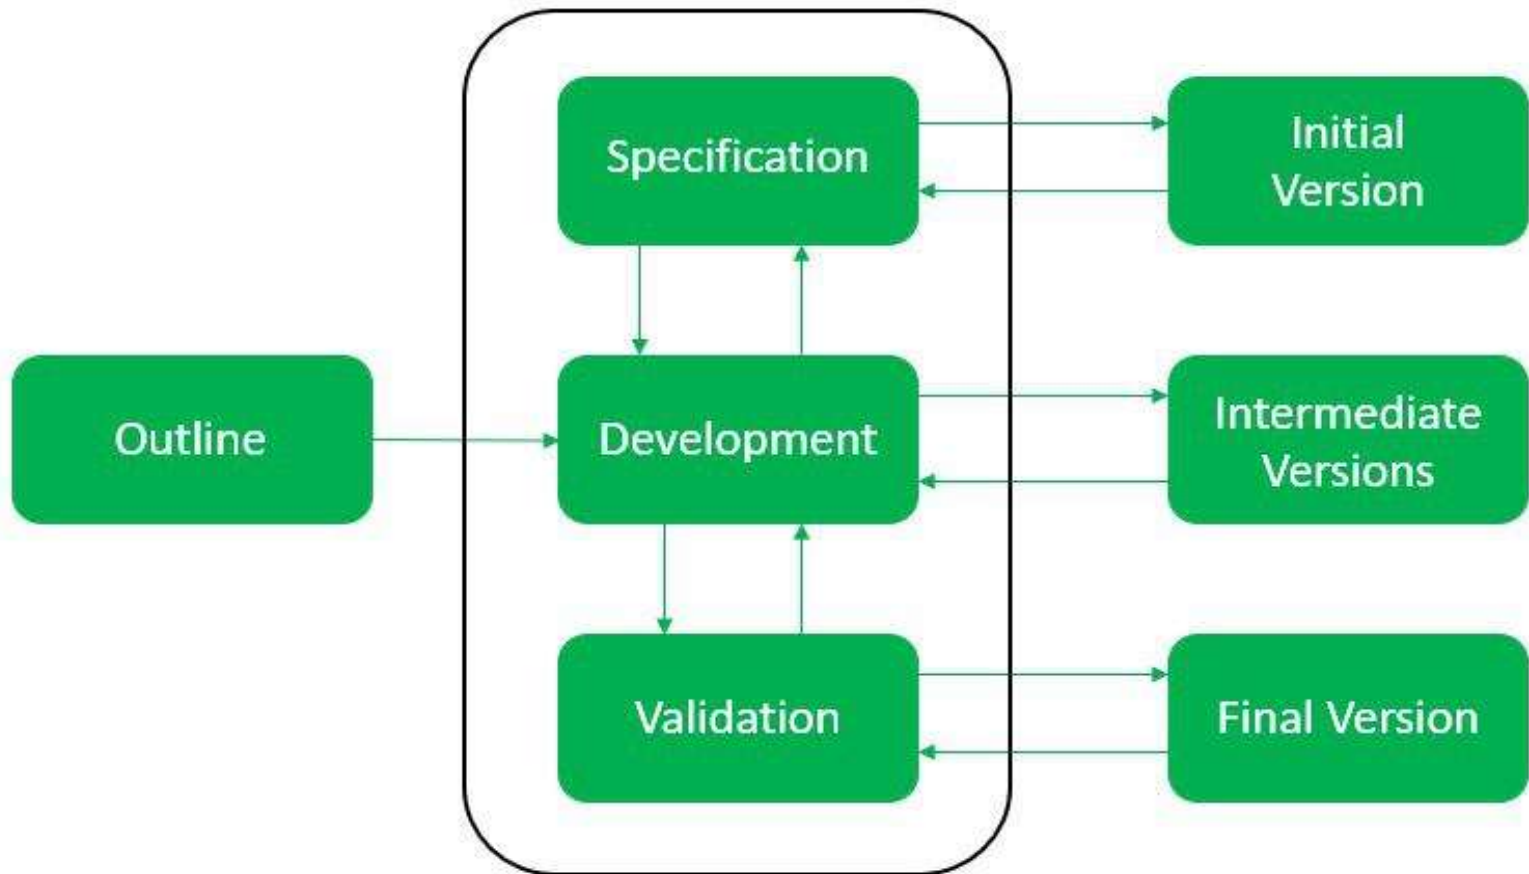 Specification
Initial
Version
Outline
Development
Intermediate
Versions
Validation
Final Version